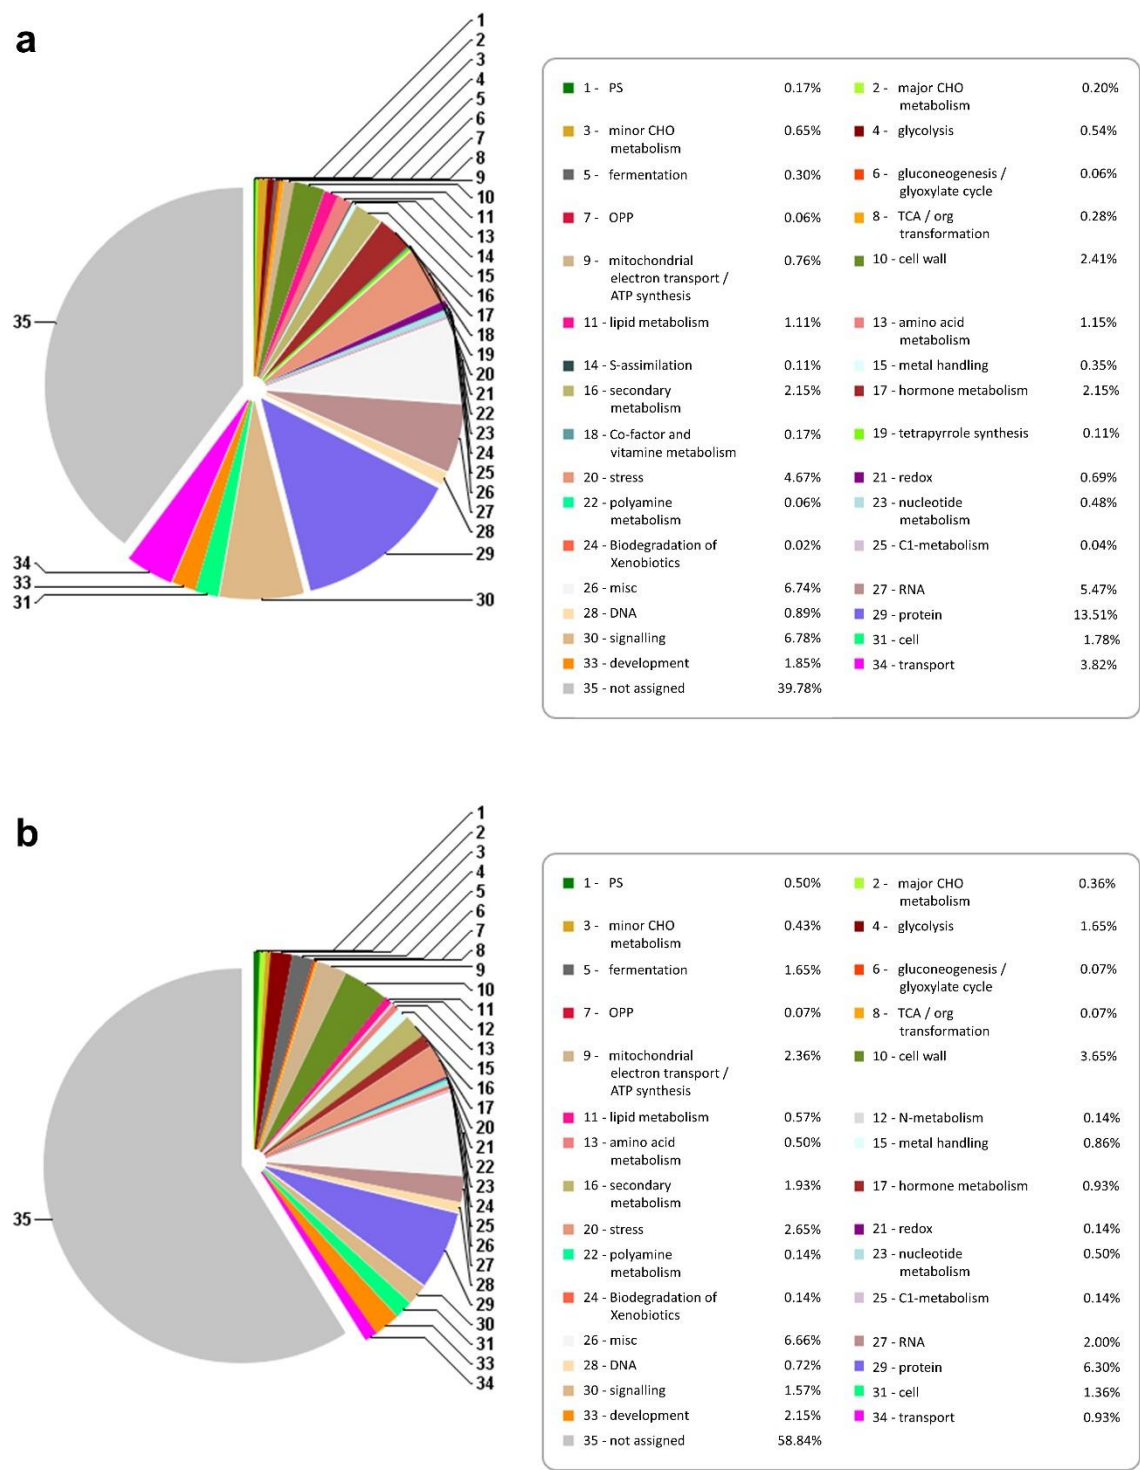 a
1
2
3
4
5
6
7
8
9
10
11
13
14
15
16
17
18
19
20
21
22
23
24
25
26
27
28
29
30
31
33
34
35
1 - PS 0.17% 2 - major CHO 0.20%
metabolism
3 - minor CHO 0.65% 4 - glycolysis 0.54%
metabolism
5 - fermentation 0.30% 6 - gluconeogenesis / 0.06%
glyoxylate cycle
7 - OPP 0.06% 8 - TCA / org 0.28%
transformation
9 - mitochondrial 0.76% 10 - cell wall 2.41%
electron transport /
ATP synthesis
11 - lipid metabolism 1.11% 13 - amino acid 1.15%
metabolism
14 - S-assimilation 0.11% 15 - metal handling 0.35%
16 - secondary 2.15% 17 - hormone metabolism 2.15%
metabolism
18 - Co-factor and 0.17% 19 - tetrapyrrole synthesis 0.11%
vitamine metabolism
20 - stress 4.67% 21 - redox 0.69%
22 - polyamine 0.06% 23 - nucleotide 0.48%
metabolism metabolism
24 - Biodegradation of 0.02% 25 - C1-metabolism 0.04%
Xenobiotics
26 - misc 6.74% 27 - RNA 5.47%
28 - DNA 0.89% 29 - protein 13.51%
30 - signalling 6.78% 31 - cell 1.78%
33 - development 1.85% 34 - transport 3.82%
35 - not assigned 39.78%
b
1
2
3
4
5
6
7
8
9
10
11
12
13
15
16
17
20
21
22
23
24
25
26
27
28
29
30
31
33
34
35
1 - PS 0.50% 2 - major CHO 0.36%
metabolism
3 - minor CHO 0.43% 4 - glycolysis 1.65%
metabolism
5 - fermentation 1.65% 6 - gluconeogenesis / 0.07%
glyoxylate cycle
7 - OPP 0.07% 8 - TCA / org 0.07%
transformation
9 - mitochondrial 2.36% 10 - cell wall 3.65%
electron transport /
ATP synthesis
11 - lipid metabolism 0.57% 12 - N-metabolism 0.14%
13 - amino acid 0.50% 15 - metal handling 0.86%
metabolism
16 - secondary 1.93% 17 - hormone metabolism 0.93%
metabolism
20 - stress 2.65% 21 - redox 0.14%
22 - polyamine 0.14% 23 - nucleotide 0.50%
metabolism metabolism
24 - Biodegradation of 0.14% 25 - C1-metabolism 0.14%
Xenobiotics
26 - misc 6.66% 27 - RNA 2.00%
28 - DNA 0.72% 29 - protein 6.30%
30 - signalling 1.57% 31 - cell 1.36%
33 - development 2.15% 34 - transport 0.93%
35 - not assigned 58.84%